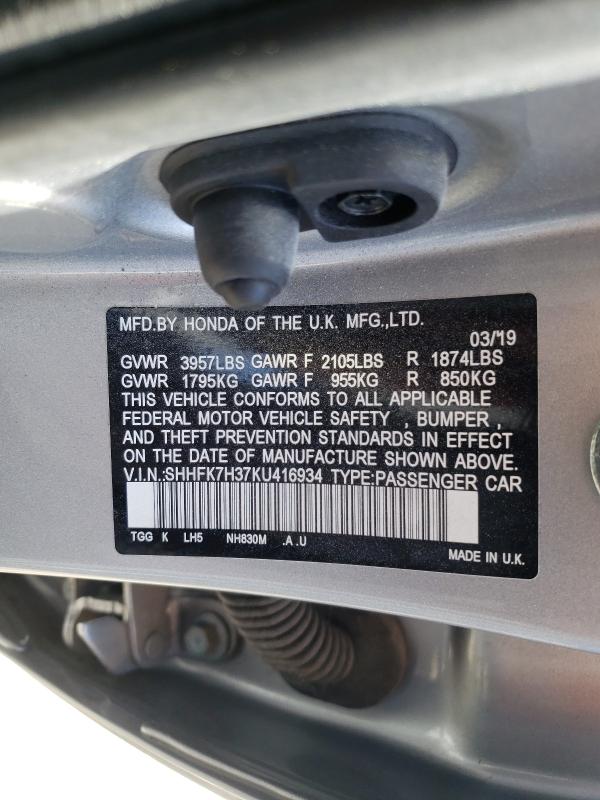 MFD.BY HONDA OF THE U.K. MFG.,LTD.
03/19
GVWR 3957LBS GAWR F 2105LBS R 1874LBS
GVWR 1795KG GAWR F 955KG R 850KG
THIS VEHICLE CONFORMS TO ALL APPLICABLE
FEDERAL MOTOR VEHICLE SAFETY , BUMPER ,
AND THEFT PREVENTION STANDARDS IN EFFECT
ON THE DATE OF MANUFACTURE SHOWN ABOVE.
V.I.N.:SHHFK7H37KU416934 TYPE:PASSENGER CAR
TGG K LH5 NH830M .A .U
MADE IN U.K.